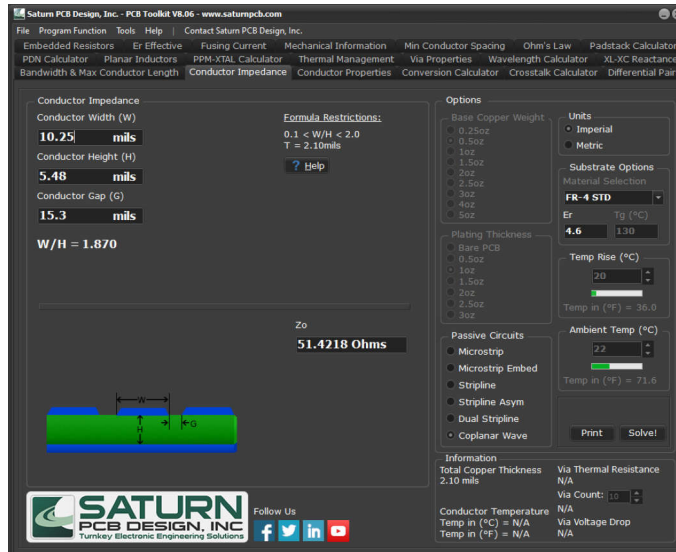 Saturn PCB Design, Inc. - PCB Toolkit V8.06 - www.saturnpcb.com
File Program Function Tools Help | Contact Saturn PCB Design, Inc.
Embedded Resistors Er Effective Fusing Current Mechanical Information Min Conductor Spacing Ohm's Law Padstack Calculator
PDN Calculator Planar Inductors PPM-XTAL Calculator Thermal Management Via Properties Wavelength Calculator XL-XC Reactance
Bandwidth & Max Conductor Length Conductor Impedance Conductor Properties Conversion Calculator Crosstalk Calculator Differential Pair
Conductor Impedance
Conductor Width (W)
10.25 mils
Conductor Height (H)
5.48 mils
Conductor Gap (G)
15.3 mils
W/H = 1.870
Formula Restrictions:
0.1 < W/H < 2.0
T = 2.10mils
? Help
Zo
51.4218 Ohms
W
H
G
Options
Base Copper Weight
0.25oz
0.5oz
1oz
1.5oz
2oz
2.5oz
3oz
4oz
5oz
Plating Thickness
Bare PCB
0.5oz
1oz
1.5oz
2oz
2.5oz
3oz
Passive Circuits
Microstrip
Microstrip Embed
Stripline
Stripline Asym
Dual Stripline
Coplanar Wave
Units
Imperial
Metric
Substrate Options
Material Selection
FR-4 STD
Er Tg (°C)
4.6 130
Temp Rise (°C)
20
Temp in (°F) = 36.0
Ambient Temp (°C)
22
Temp in (°F) = 71.6
Print Solve!
Information
Total Copper Thickness
2.10 mils
Conductor Temperature
Temp in (°C) = N/A
Temp in (°F) = N/A
Via Thermal Resistance
N/A
Via Count: 10
N/A
Via Voltage Drop
N/A
SATURN
PCB DESIGN, INC
Turnkey Electronic Engineering Solutions
Follow Us